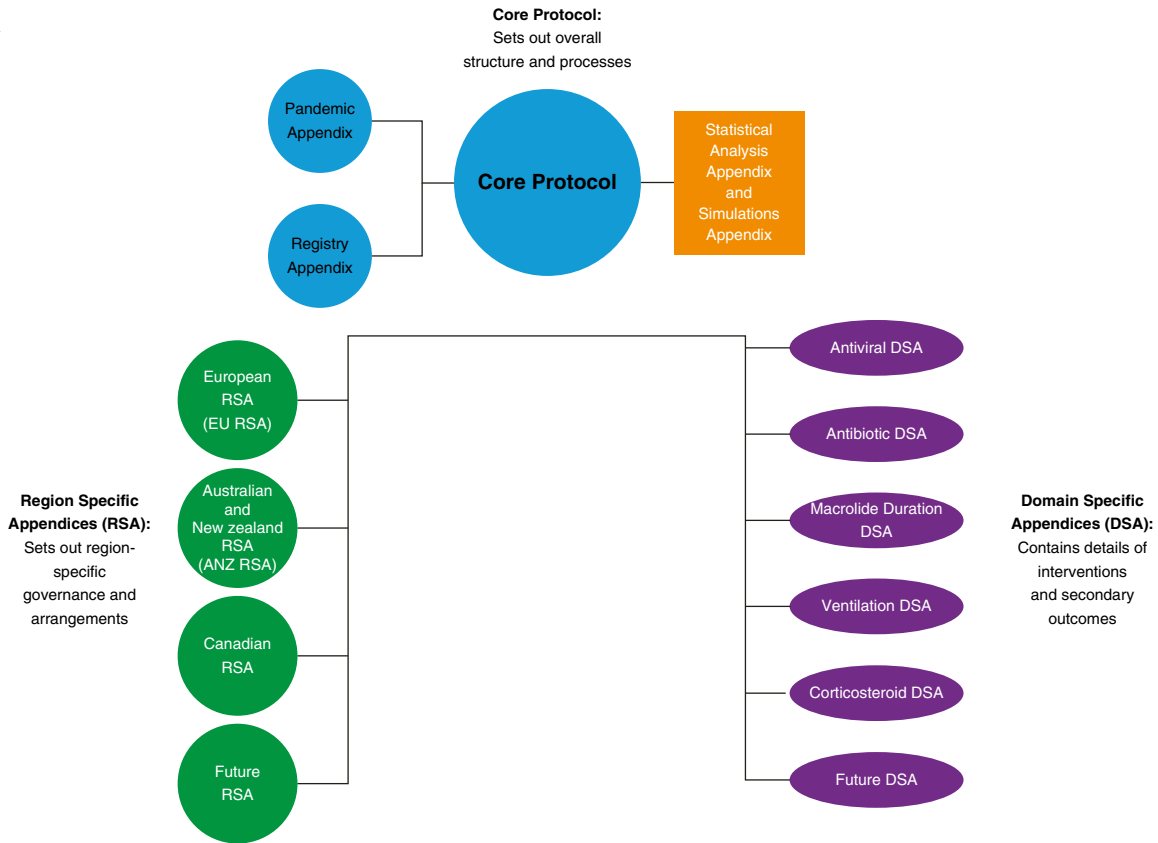 Core Protocol:
Sets out overall
structure and processes
Pandemic
Appendix
Registry
Appendix
Core Protocol
Statistical
Analysis
Appendix
and
Simulations
Appendix
Region Specific
Appendices (RSA):
Sets out region-
specific
governance and
arrangements
European
RSA
(EU RSA)
Australian
and
New zealand
RSA
(ANZ RSA)
Canadian
RSA
Future
RSA
Antiviral DSA
Antibiotic DSA
Macrolide Duration
DSA
Ventilation DSA
Corticosteroid DSA
Future DSA
Domain Specific
Appendices (DSA):
Contains details of
interventions
and secondary
outcomes